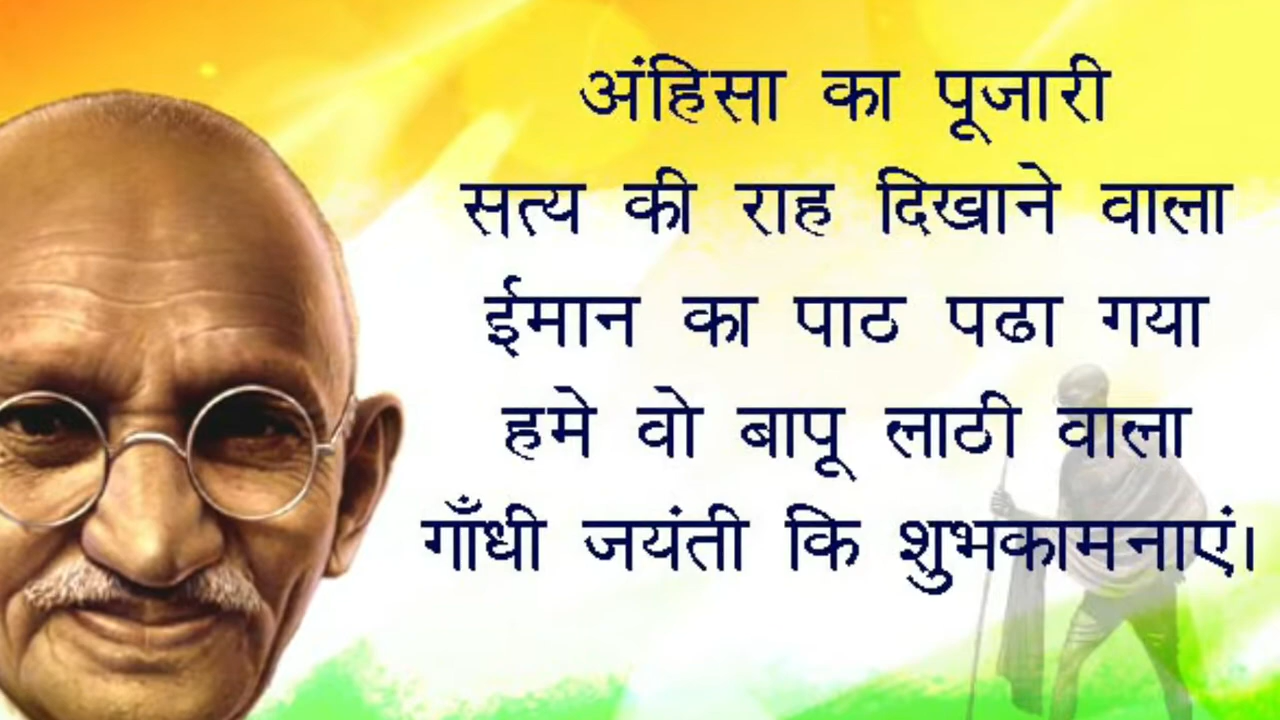 अंहिसा का पूजारी
सत्य की राह दिखाने वाला
ईमान का पाठ पढा गया
हमे वो बापू लाठी वाला
गाँधी जयंती कि शुभकामनाएं।